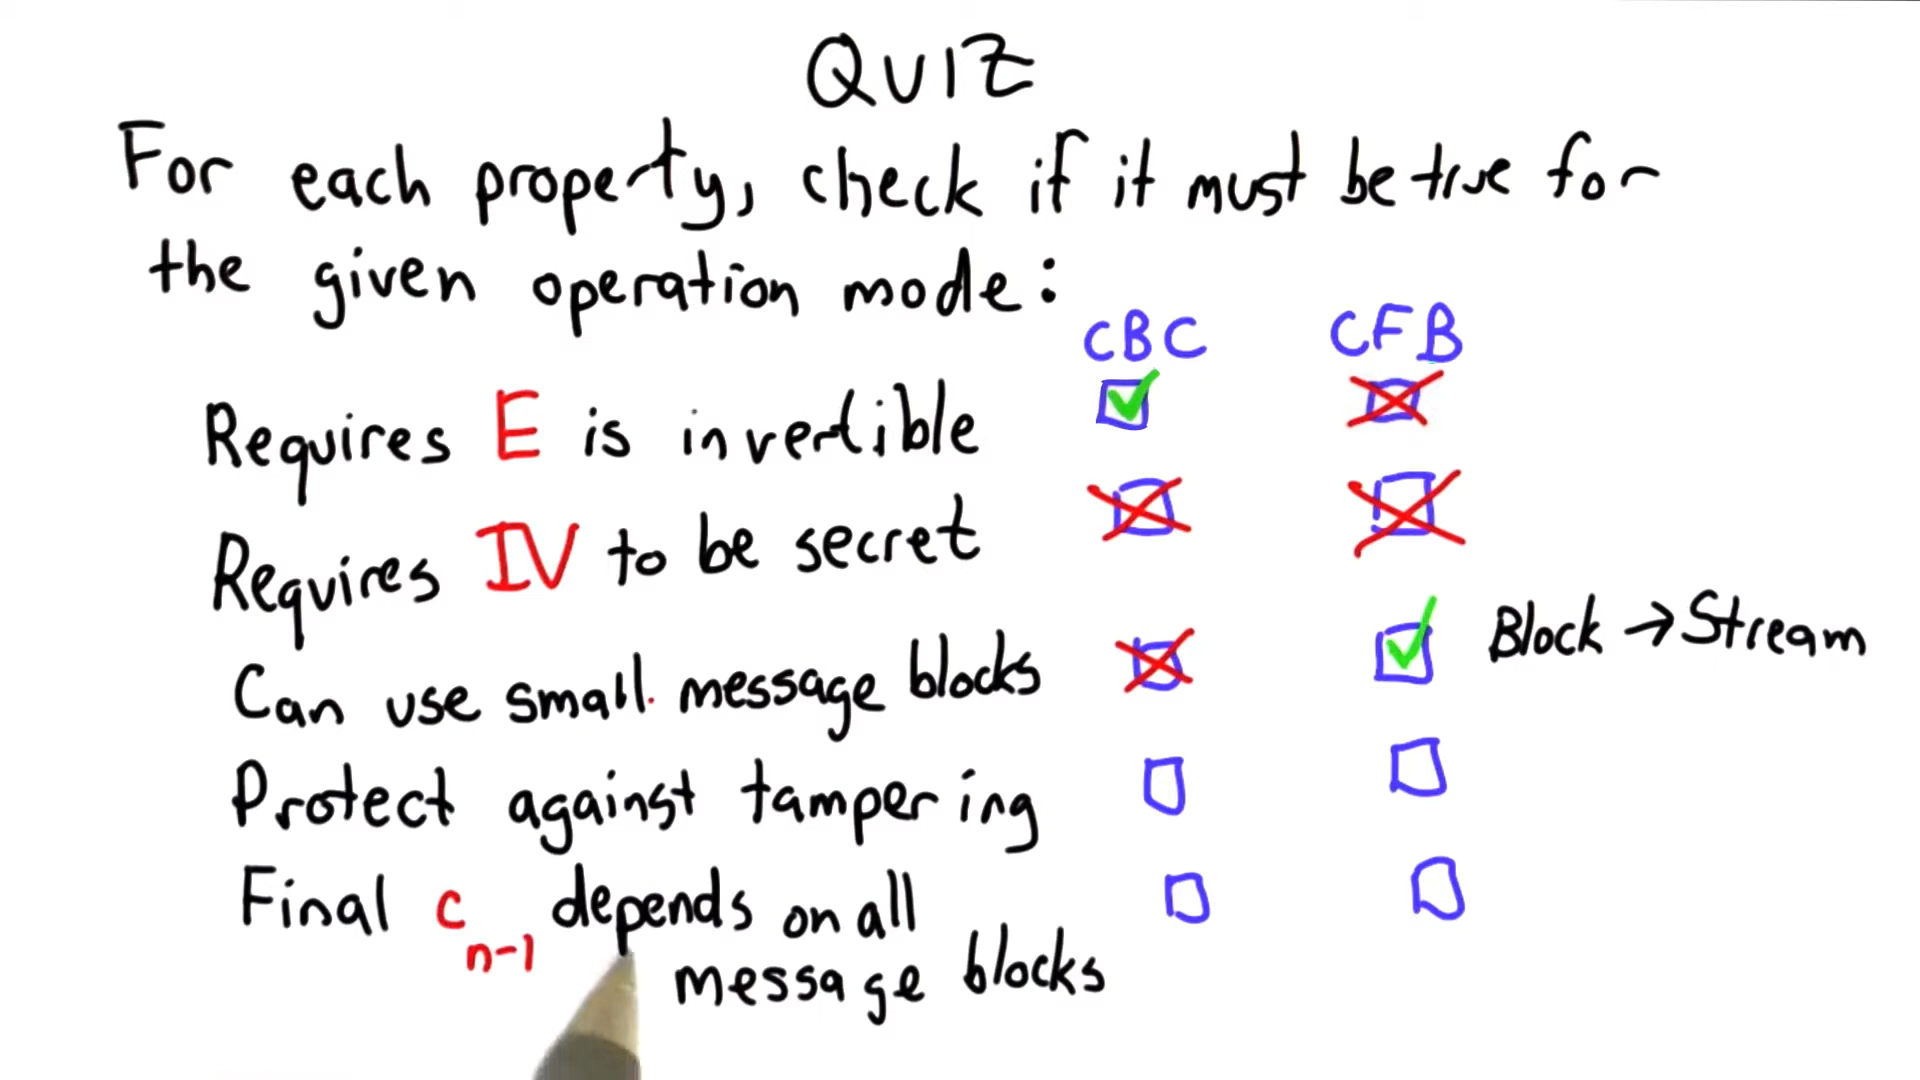 QUIZ
For each property, check if it must be true for
the given operation mode:
CBC CFB
Requires E is invertible
Requires IV to be secret
Can use small message blocks
Block → Stream
Protect against tampering
Final c n-1 depends on all
message blocks